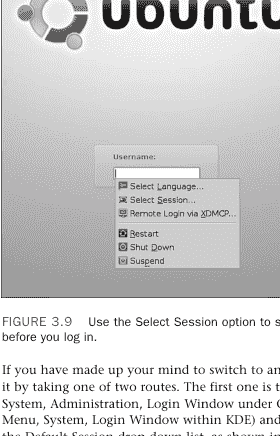 ubuntu
Username:
Select Language...
Select Session...
Remote Login via XDMCP...
Restart
Shut Down
Suspend
FIGURE 3.9 Use the Select Session option to s
before you log in.
If you have made up your mind to switch to an
it by taking one of two routes. The first one is t
System, Administration, Login Window under G
Menu, System, Login Window within KDE) and
the Default Session drop-down list, as shown in